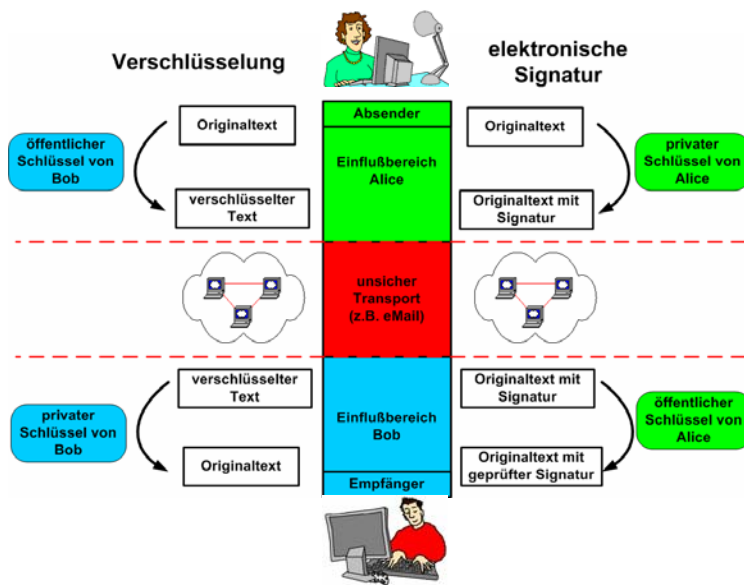 Verschlüsselung
elektronische
Signatur
Absender
Originaltext
Originaltext
öffentlicher
Schlüssel von
Bob
Einflußbereich
Alice
privater
Schlüssel von
Alice
verschlüsselter
Text
Originaltext mit
Signatur
unsicher
Transport
(z.B. eMail)
verschlüsselter
Text
Originaltext mit
Signatur
privater
Schlüssel von
Bob
Einflußbereich
Bob
öffentlicher
Schlüssel von
Alice
Originaltext
Originaltext mit
geprüfter Signatur
Empfänger